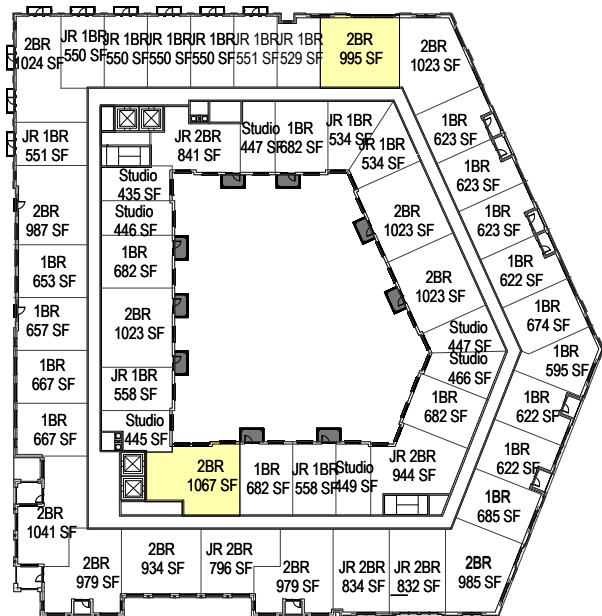 2BR
1024 SF
JR 1BR
550 SF
JR 1BR
550 SF
JR 1BR
550 SF
JR 1BR
550 SF
JR 1BR
551 SF
JR 1BR
529 SF
2BR
995 SF
2BR
1023 SF
JR 1BR
551 SF
2BR
987 SF
1BR
653 SF
1BR
657 SF
1BR
667 SF
1BR
667 SF
2BR
1041 SF
JR 2BR
841 SF
Studio
447 SF
1BR
682 SF
JR 1BR
534 SF
JR 1BR
534 SF
1BR
623 SF
1BR
623 SF
1BR
623 SF
1BR
622 SF
1BR
674 SF
1BR
595 SF
1BR
622 SF
1BR
622 SF
1BR
685 SF
2BR
985 SF
Studio
435 SF
Studio
446 SF
1BR
682 SF
2BR
1023 SF
JR 1BR
558 SF
Studio
445 SF
2BR
1023 SF
2BR
1023 SF
Studio
447 SF
Studio
466 SF
1BR
682 SF
JR 2BR
944 SF
2BR
1067 SF
1BR
682 SF
JR 1BR
558 SF
Studio
449 SF
2BR
979 SF
2BR
934 SF
JR 2BR
796 SF
2BR
979 SF
JR 2BR
834 SF
JR 2BR
832 SF